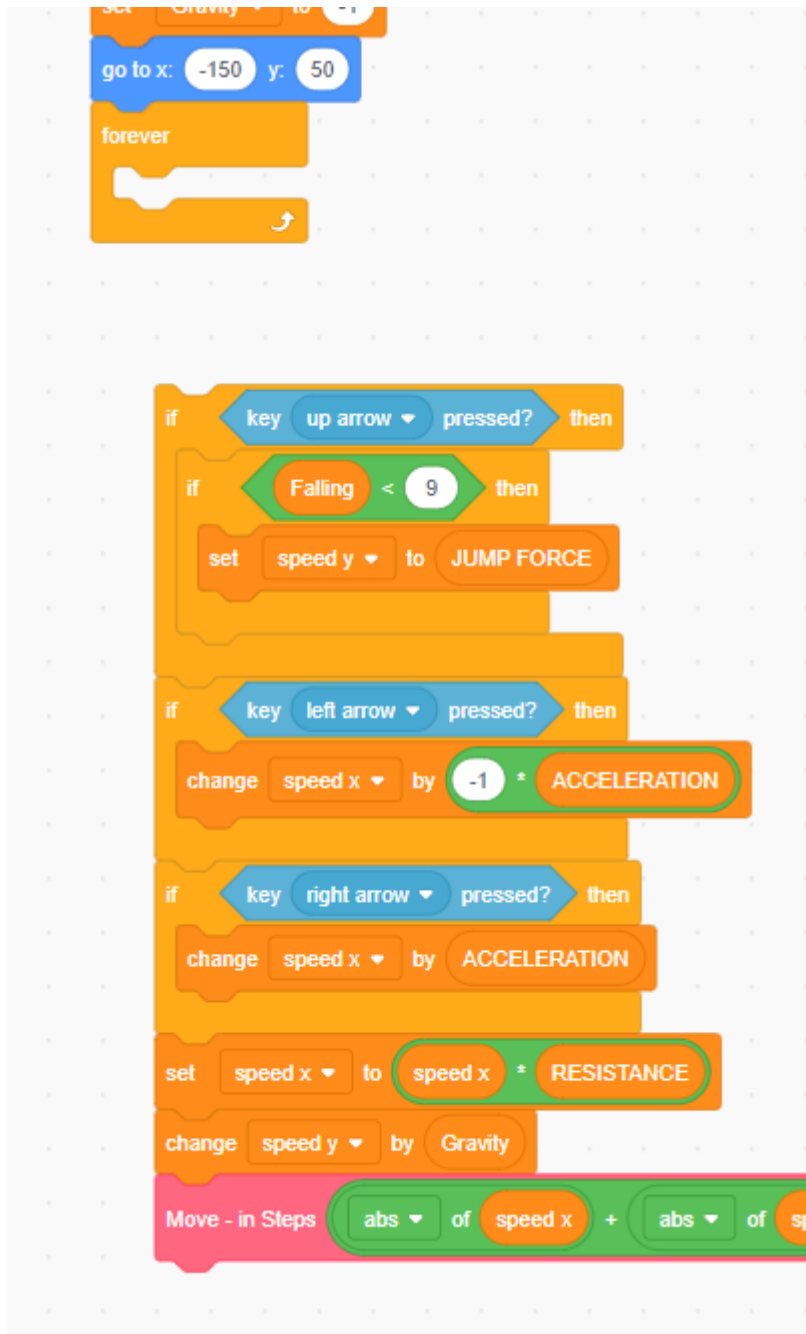 set Gravity to -1
go to x: -150 y: 50
forever
if key up arrow pressed? then
if Falling < 9 then
set speed y to JUMP FORCE
if key left arrow pressed? then
change speed x by -1 * ACCELERATION
if key right arrow pressed? then
change speed x by ACCELERATION
set speed x to speed x * RESISTANCE
change speed y by Gravity
Move - in Steps abs of speed x + abs of